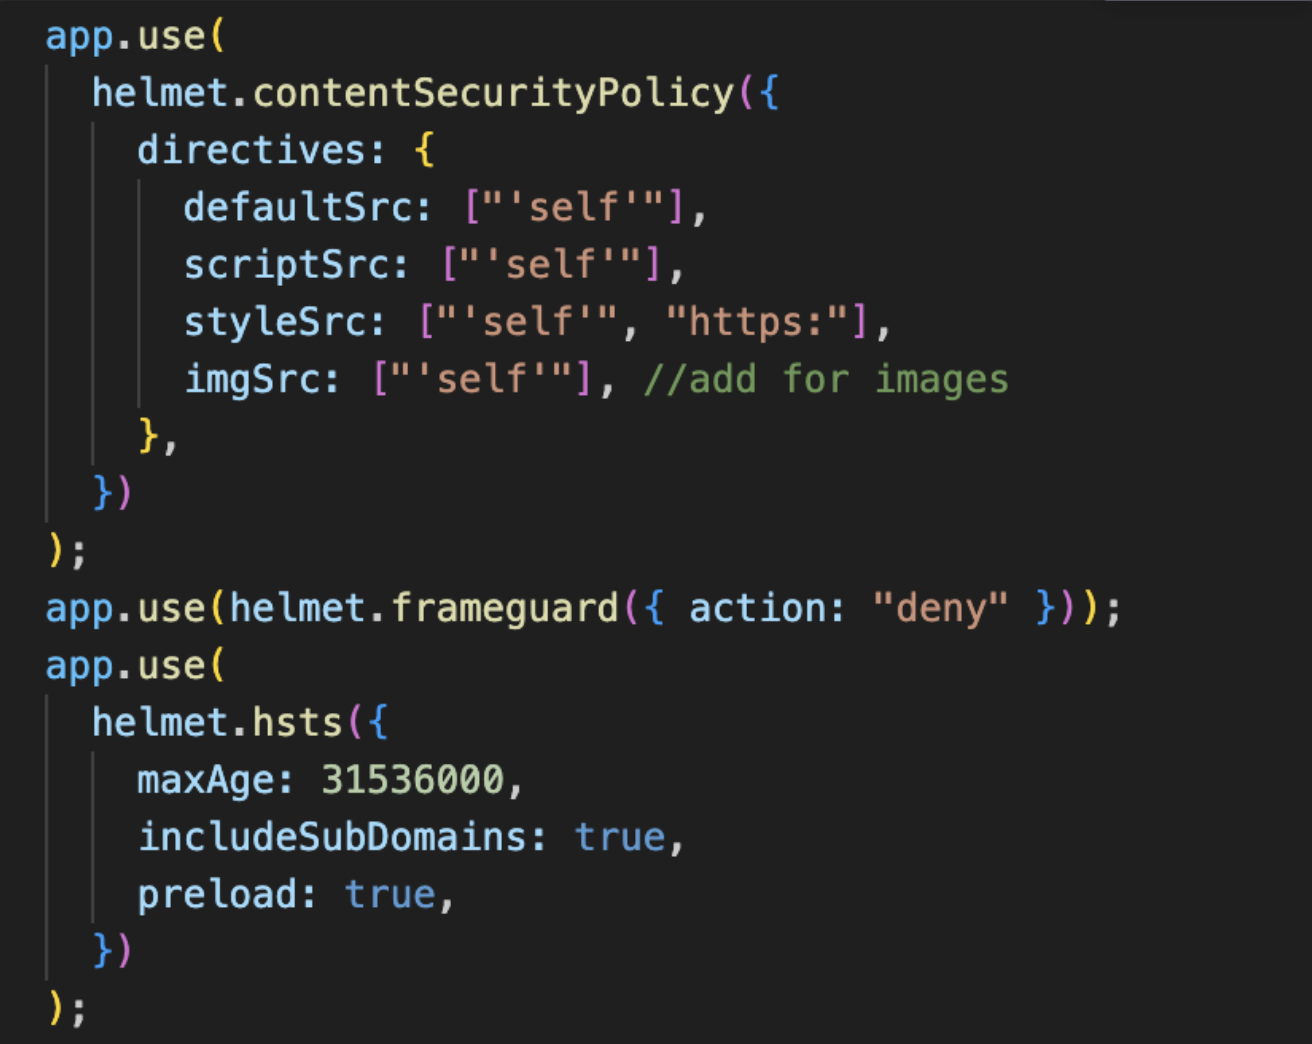 app.use(
  helmet.contentSecurityPolicy({
    directives: {
      defaultSrc: ["'self'"],
      scriptSrc: ["'self'"],
      styleSrc: ["'self'", "https:"],
      imgSrc: ["'self'"], //add for images
    },
  })
);
app.use(helmet.frameguard({ action: "deny" }));
app.use(
  helmet.hsts({
    maxAge: 31536000,
    includeSubDomains: true,
    preload: true,
  })
);